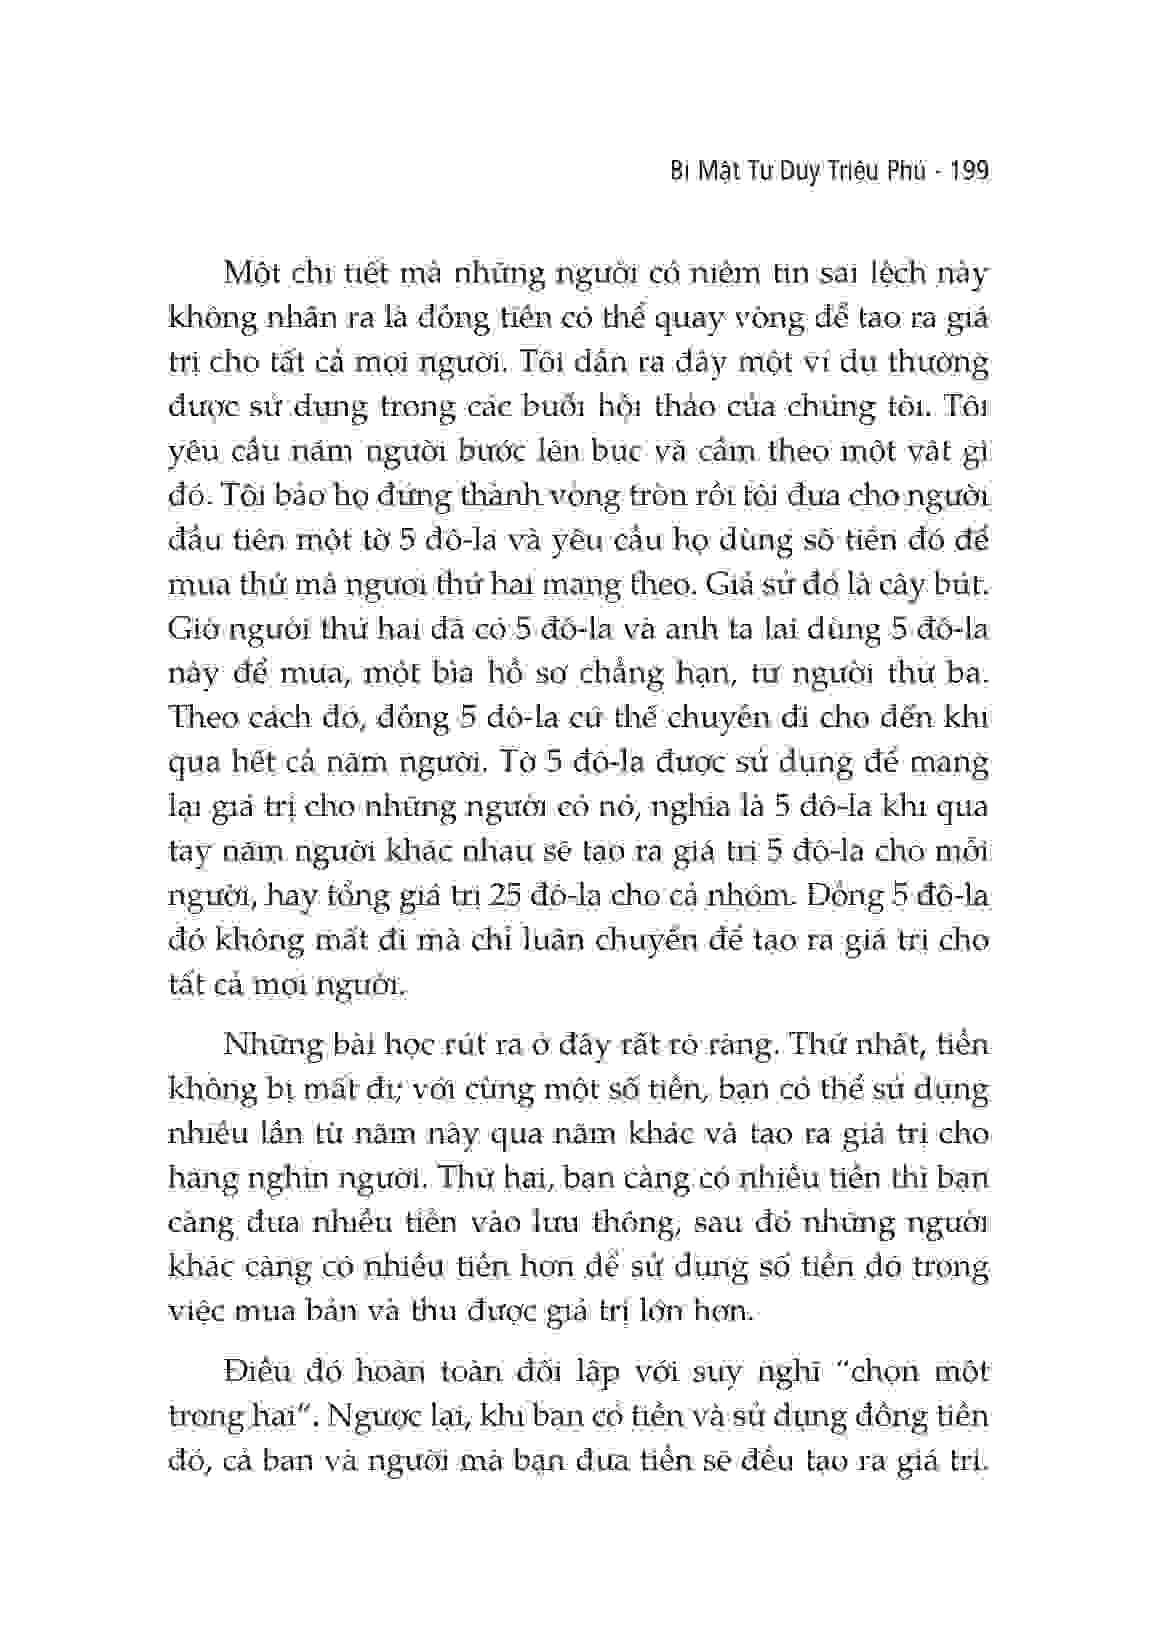 Bí Mật Tư Duy Triệu Phú - 199
Một chi tiết mà những người có niềm tin sai lệch này
không nhận ra là đồng tiền có thể quay vòng để tạo ra giá
trị cho tất cả mọi người. Tôi dẫn ra đây một ví dụ thường
được sử dụng trong các buổi hội thảo của chúng tôi. Tôi
yêu cầu năm người bước lên bục và cầm theo một vật gì
đó. Tôi bảo họ đứng thành vòng tròn rồi tôi đưa cho người
đầu tiên một tờ 5 đô-la và yêu cầu họ dùng số tiền đó để
mua thứ mà người thứ hai mang theo. Giả sử đó là cây bút.
Giờ người thứ hai đã có 5 đô-la và anh ta lại dùng 5 đô-la
này để mua, một bìa hồ sơ chẳng hạn, từ người thứ ba.
Theo cách đó, đồng 5 đô-la cứ thế chuyển đi cho đến khi
qua hết cả năm người. Tờ 5 đô-la được sử dụng để mang
lại giá trị cho những người có nó, nghĩa là 5 đô-la khi qua
tay năm người khác nhau sẽ tạo ra giá trị 5 đô-la cho mỗi
người, hay tổng giá trị 25 đô-la cho cả nhóm. Đồng 5 đô-la
đó không mất đi mà chỉ luân chuyển để tạo ra giá trị cho
tất cả mọi người.
Những bài học rút ra ở đây rất rõ ràng. Thứ nhất, tiền
không bị mất đi; với cùng một số tiền, bạn có thể sử dụng
nhiều lần từ năm này qua năm khác và tạo ra giá trị cho
hàng nghìn người. Thứ hai, bạn càng có nhiều tiền thì bạn
càng đưa nhiều tiền vào lưu thông, sau đó những người
khác càng có nhiều tiền hơn để sử dụng số tiền đó trong
việc mua bán và thu được giá trị lớn hơn.
Điều đó hoàn toàn đối lập với suy nghĩ “chọn một
trong hai”. Ngược lại, khi bạn có tiền và sử dụng đồng tiền
đó, cả bạn và người mà bạn đưa tiền sẽ đều tạo ra giá trị.